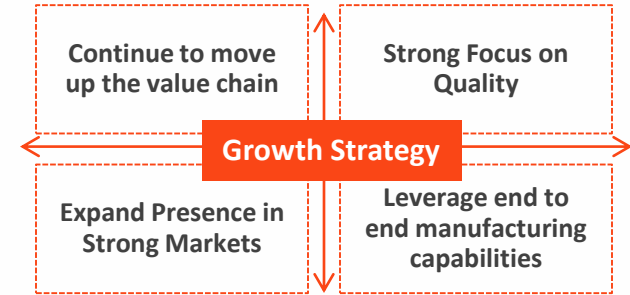 Continue to move
up the value chain
Strong Focus on
Quality
Growth Strategy
Expand Presence in
Strong Markets
Leverage end to
end manufacturing
capabilities